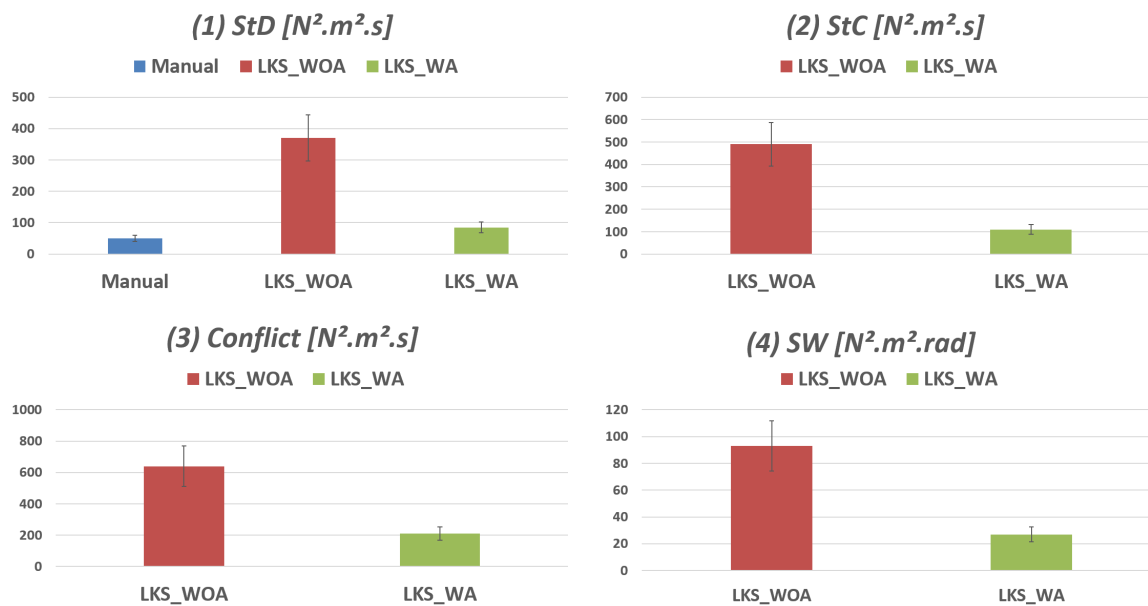 (1) StD [N².m².s]
Manual LKS_WOA LKS_WA
500
400
300
200
100
0
Manual LKS_WOA LKS_WA
(2) StC [N².m².s]
LKS_WOA LKS_WA
700
600
500
400
300
200
100
0
LKS_WOA LKS_WA
(3) Conflict [N².m².s]
LKS_WOA LKS_WA
1000
800
600
400
200
0
LKS_WOA LKS_WA
(4) SW [N².m².rad]
LKS_WOA LKS_WA
120
100
80
60
40
20
0
LKS_WOA LKS_WA